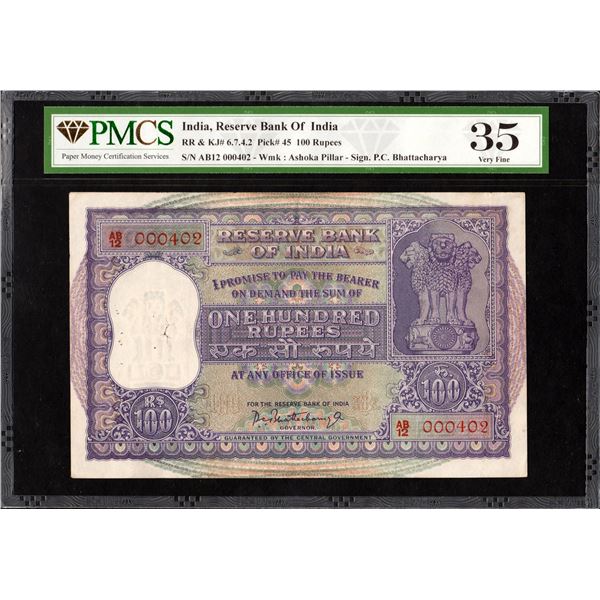 PMCS
Paper Money Certification Services
India, Reserve Bank Of India
RR & KJ# 6.7.4.2 Pick# 45 100 Rupees
S/N AB12 000402 - Wmk : Ashoka Pillar - Sign. P.C. Bhattacharya
35
Very Fine
AB/12 000402
RESERVE BANK
OF INDIA
I PROMISE TO PAY THE BEARER
ON DEMAND THE SUM OF
ONE HUNDRED
RUPEES
एक सौ रुपये
AT ANY OFFICE OF ISSUE
RS 100
रु० 100
FOR THE RESERVE BANK OF INDIA
P.C. Bhattacharyya
GOVERNOR
AB/12 000402
GUARANTEED BY THE CENTRAL GOVERNMENT